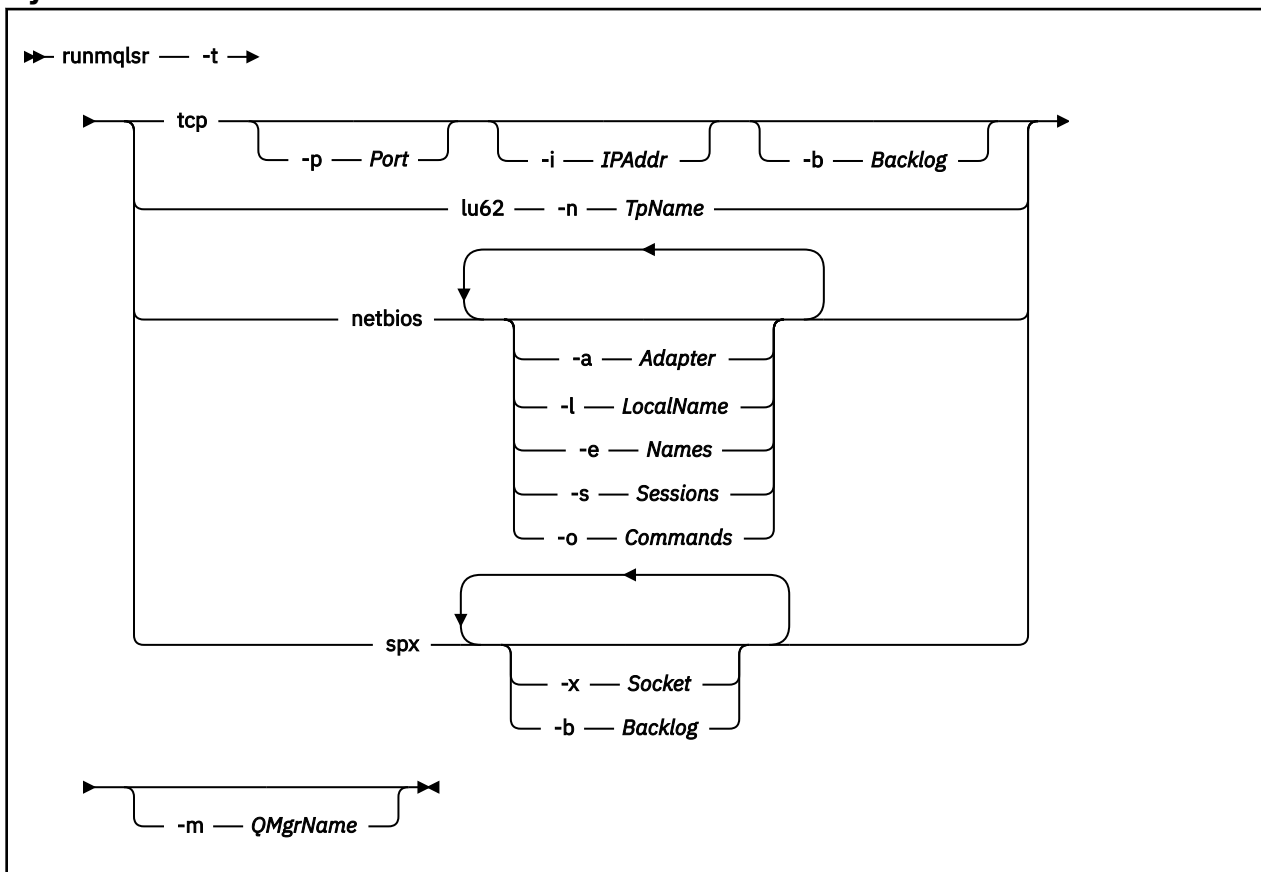 runmqlsr -t
tcp
-p Port -i IPAddr -b Backlog
lu62 -n TpName
netbios
-a Adapter
-l LocalName
-e Names
-s Sessions
-o Commands
spx
-x Socket
-b Backlog
-m QMgrName